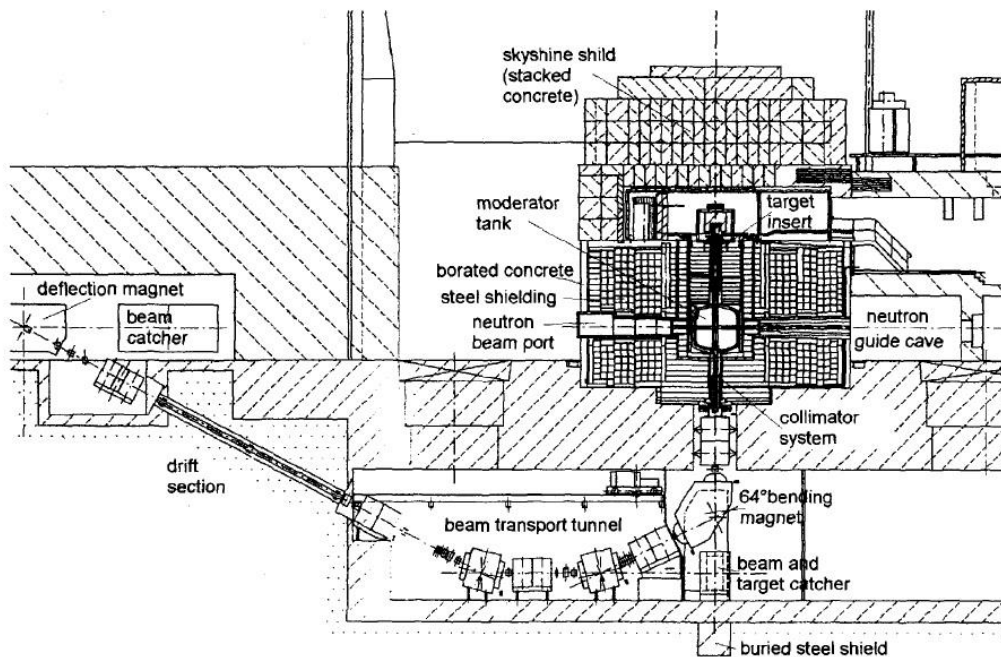 skyshine shild
(stacked
concrete)
moderator
tank
target
insert
borated concrete
steel shielding
neutron
beam port
neutron
guide cave
deflection magnet
beam
catcher
collimator
system
drift
section
64°bending
magnet
beam transport tunnel
beam and
target catcher
buried steel shield